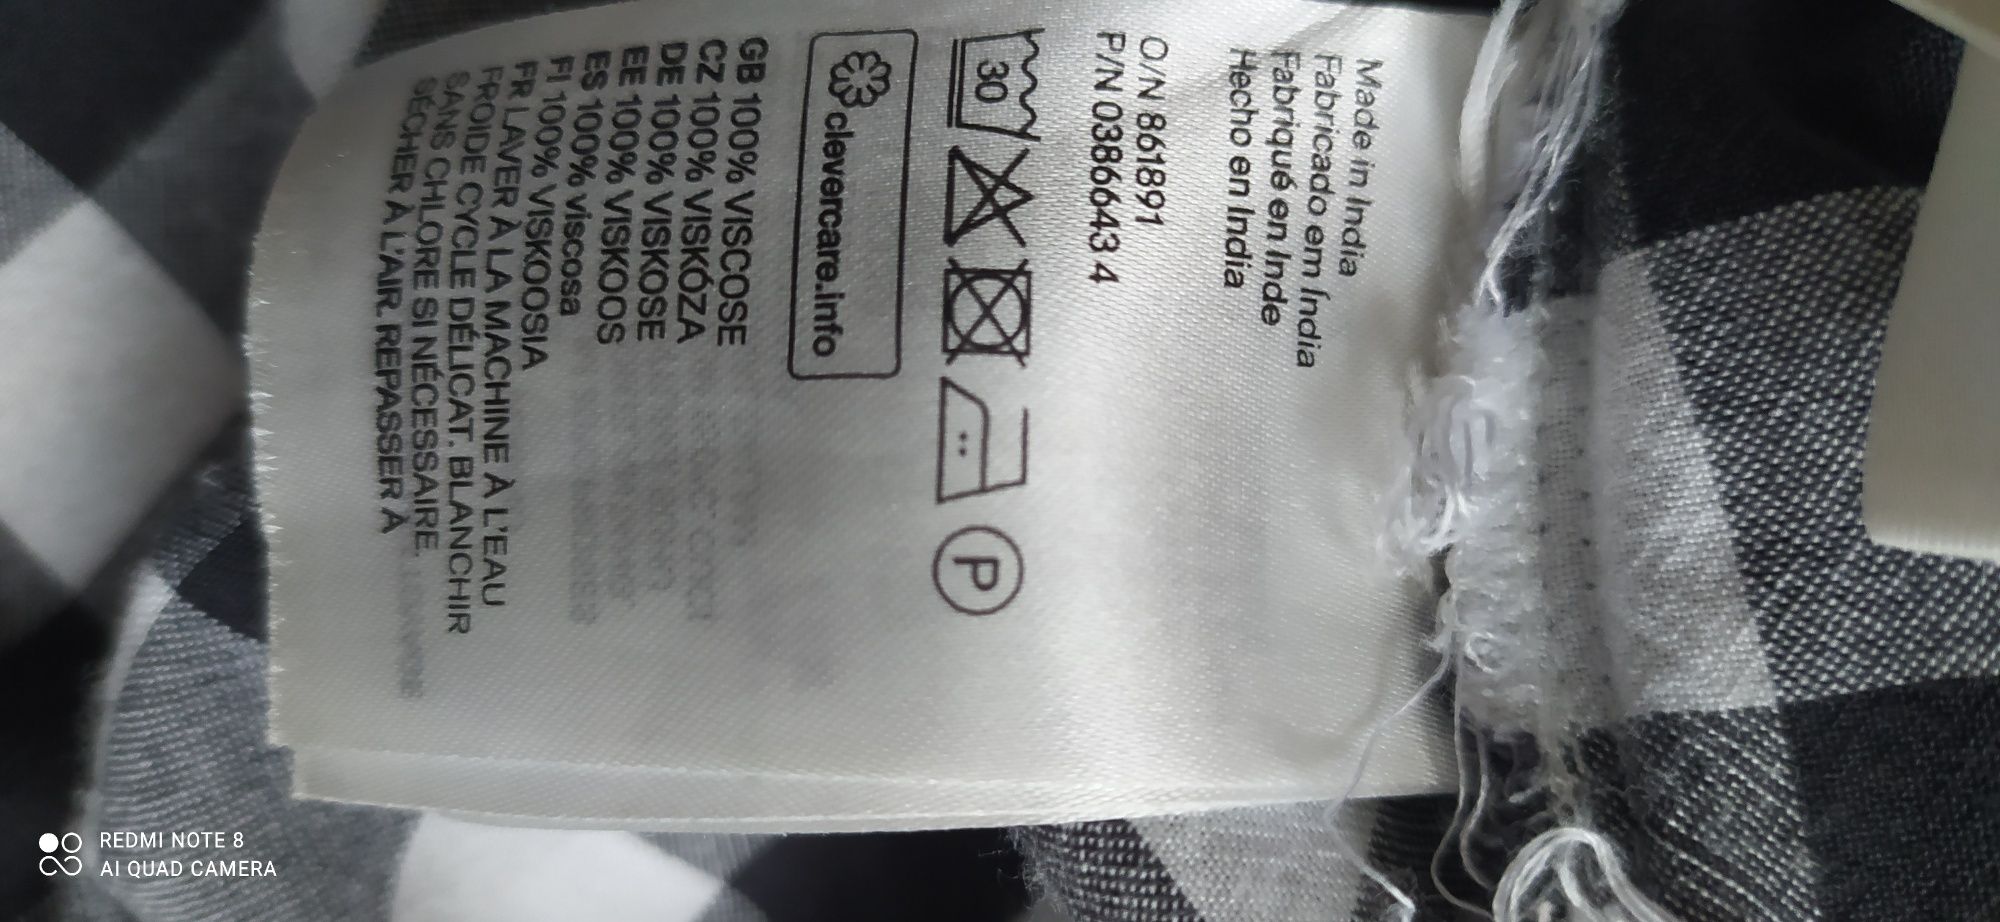 Made in India
Fabricado em Índia
Fabriqué en Inde
Hecho en India
O/N 861891
P/N 0386643 4
30
P
clevercare.info
GB 100% VISCOSE
CZ 100% VISKÓZA
DE 100% VISKOSE
EE 100% VISKOOS
ES 100% viscosa
FI 100% VISKOOSIA
FR LAVER À LA MACHINE À L'EAU
FROIDE CYCLE DÉLICAT. BLANCHIR
SANS CHLORE SI NÉCESSAIRE.
SÉCHER À L'AIR. REPASSER À
REDMI NOTE 8
AI QUAD CAMERA